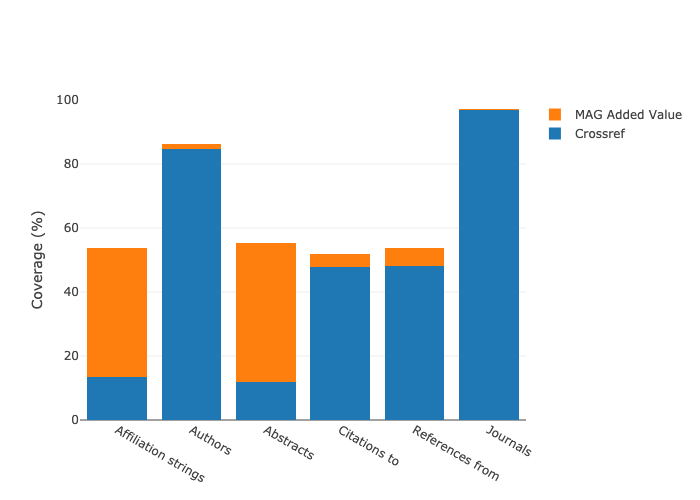 100
80
60
40
20
0
Coverage (%)
Affiliation strings
Authors
Abstracts
Citations to
References from
Journals
MAG Added Value
Crossref